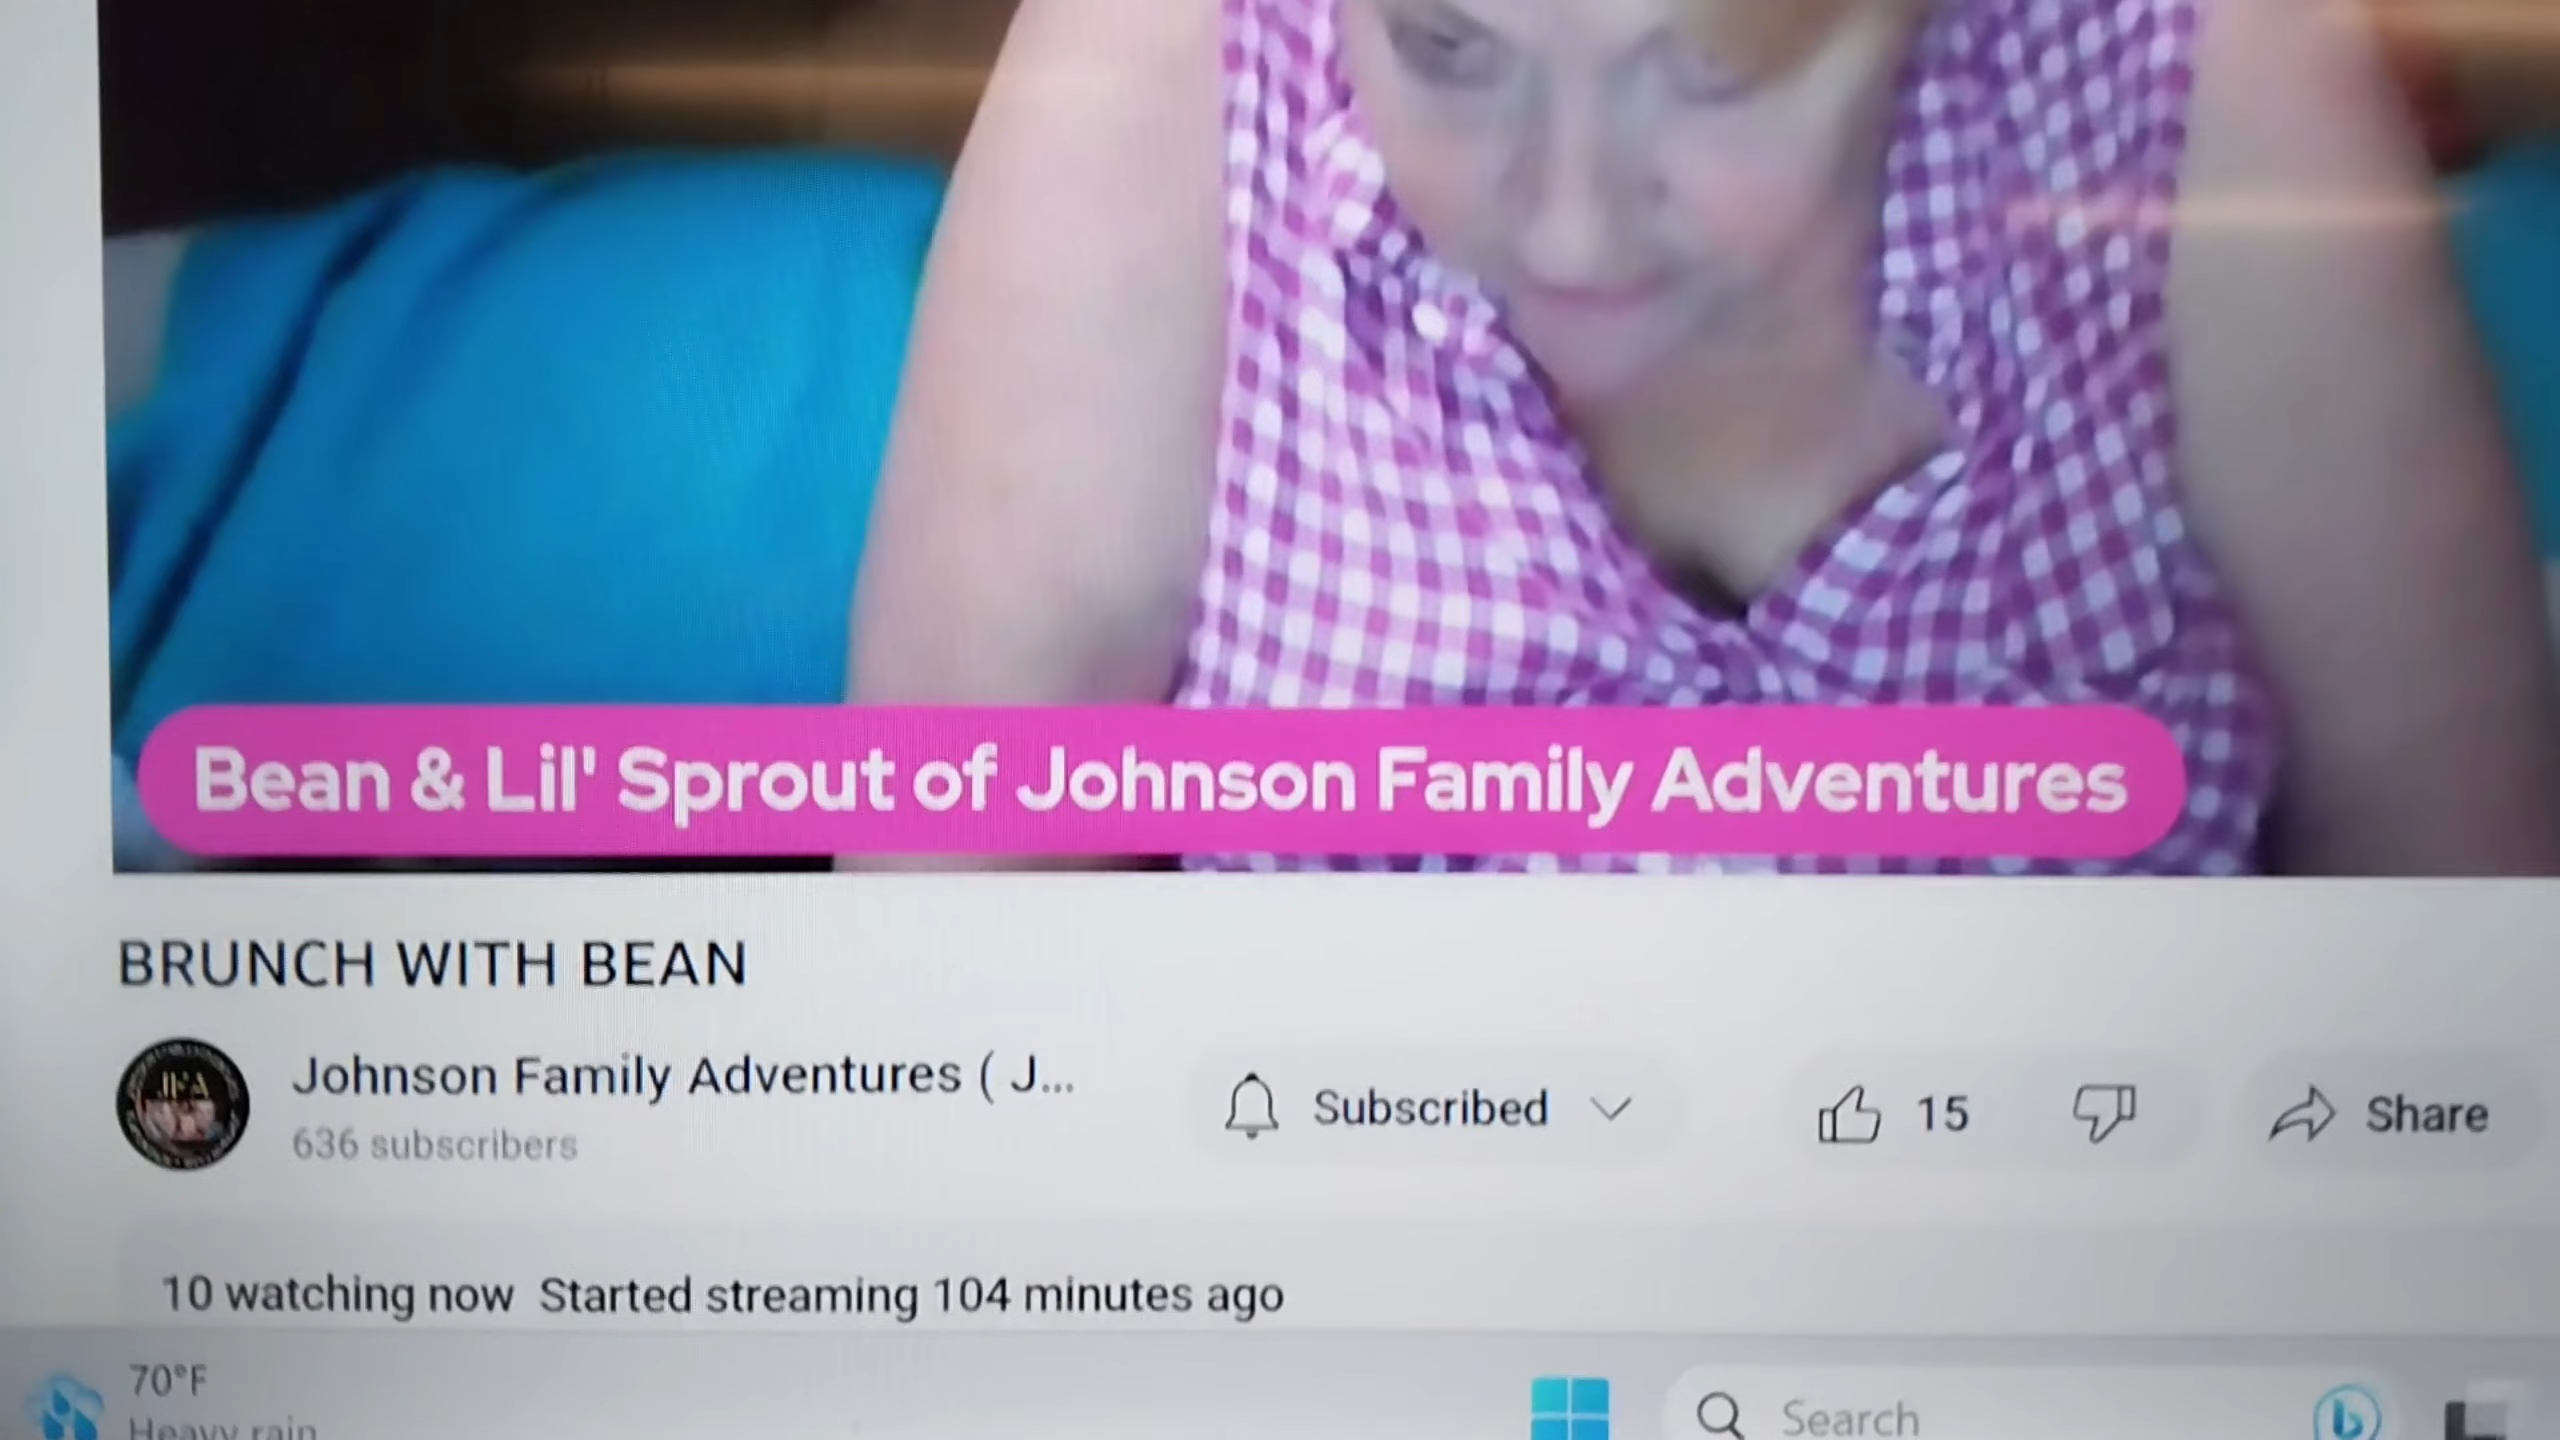 Bean & Lil' Sprout of Johnson Family Adventures
BRUNCH WITH BEAN
JFA
Johnson Family Adventures ( J...
636 subscribers
Subscribed
15
Share
10 watching now Started streaming 104 minutes ago
70°F
Heavy rain
Search